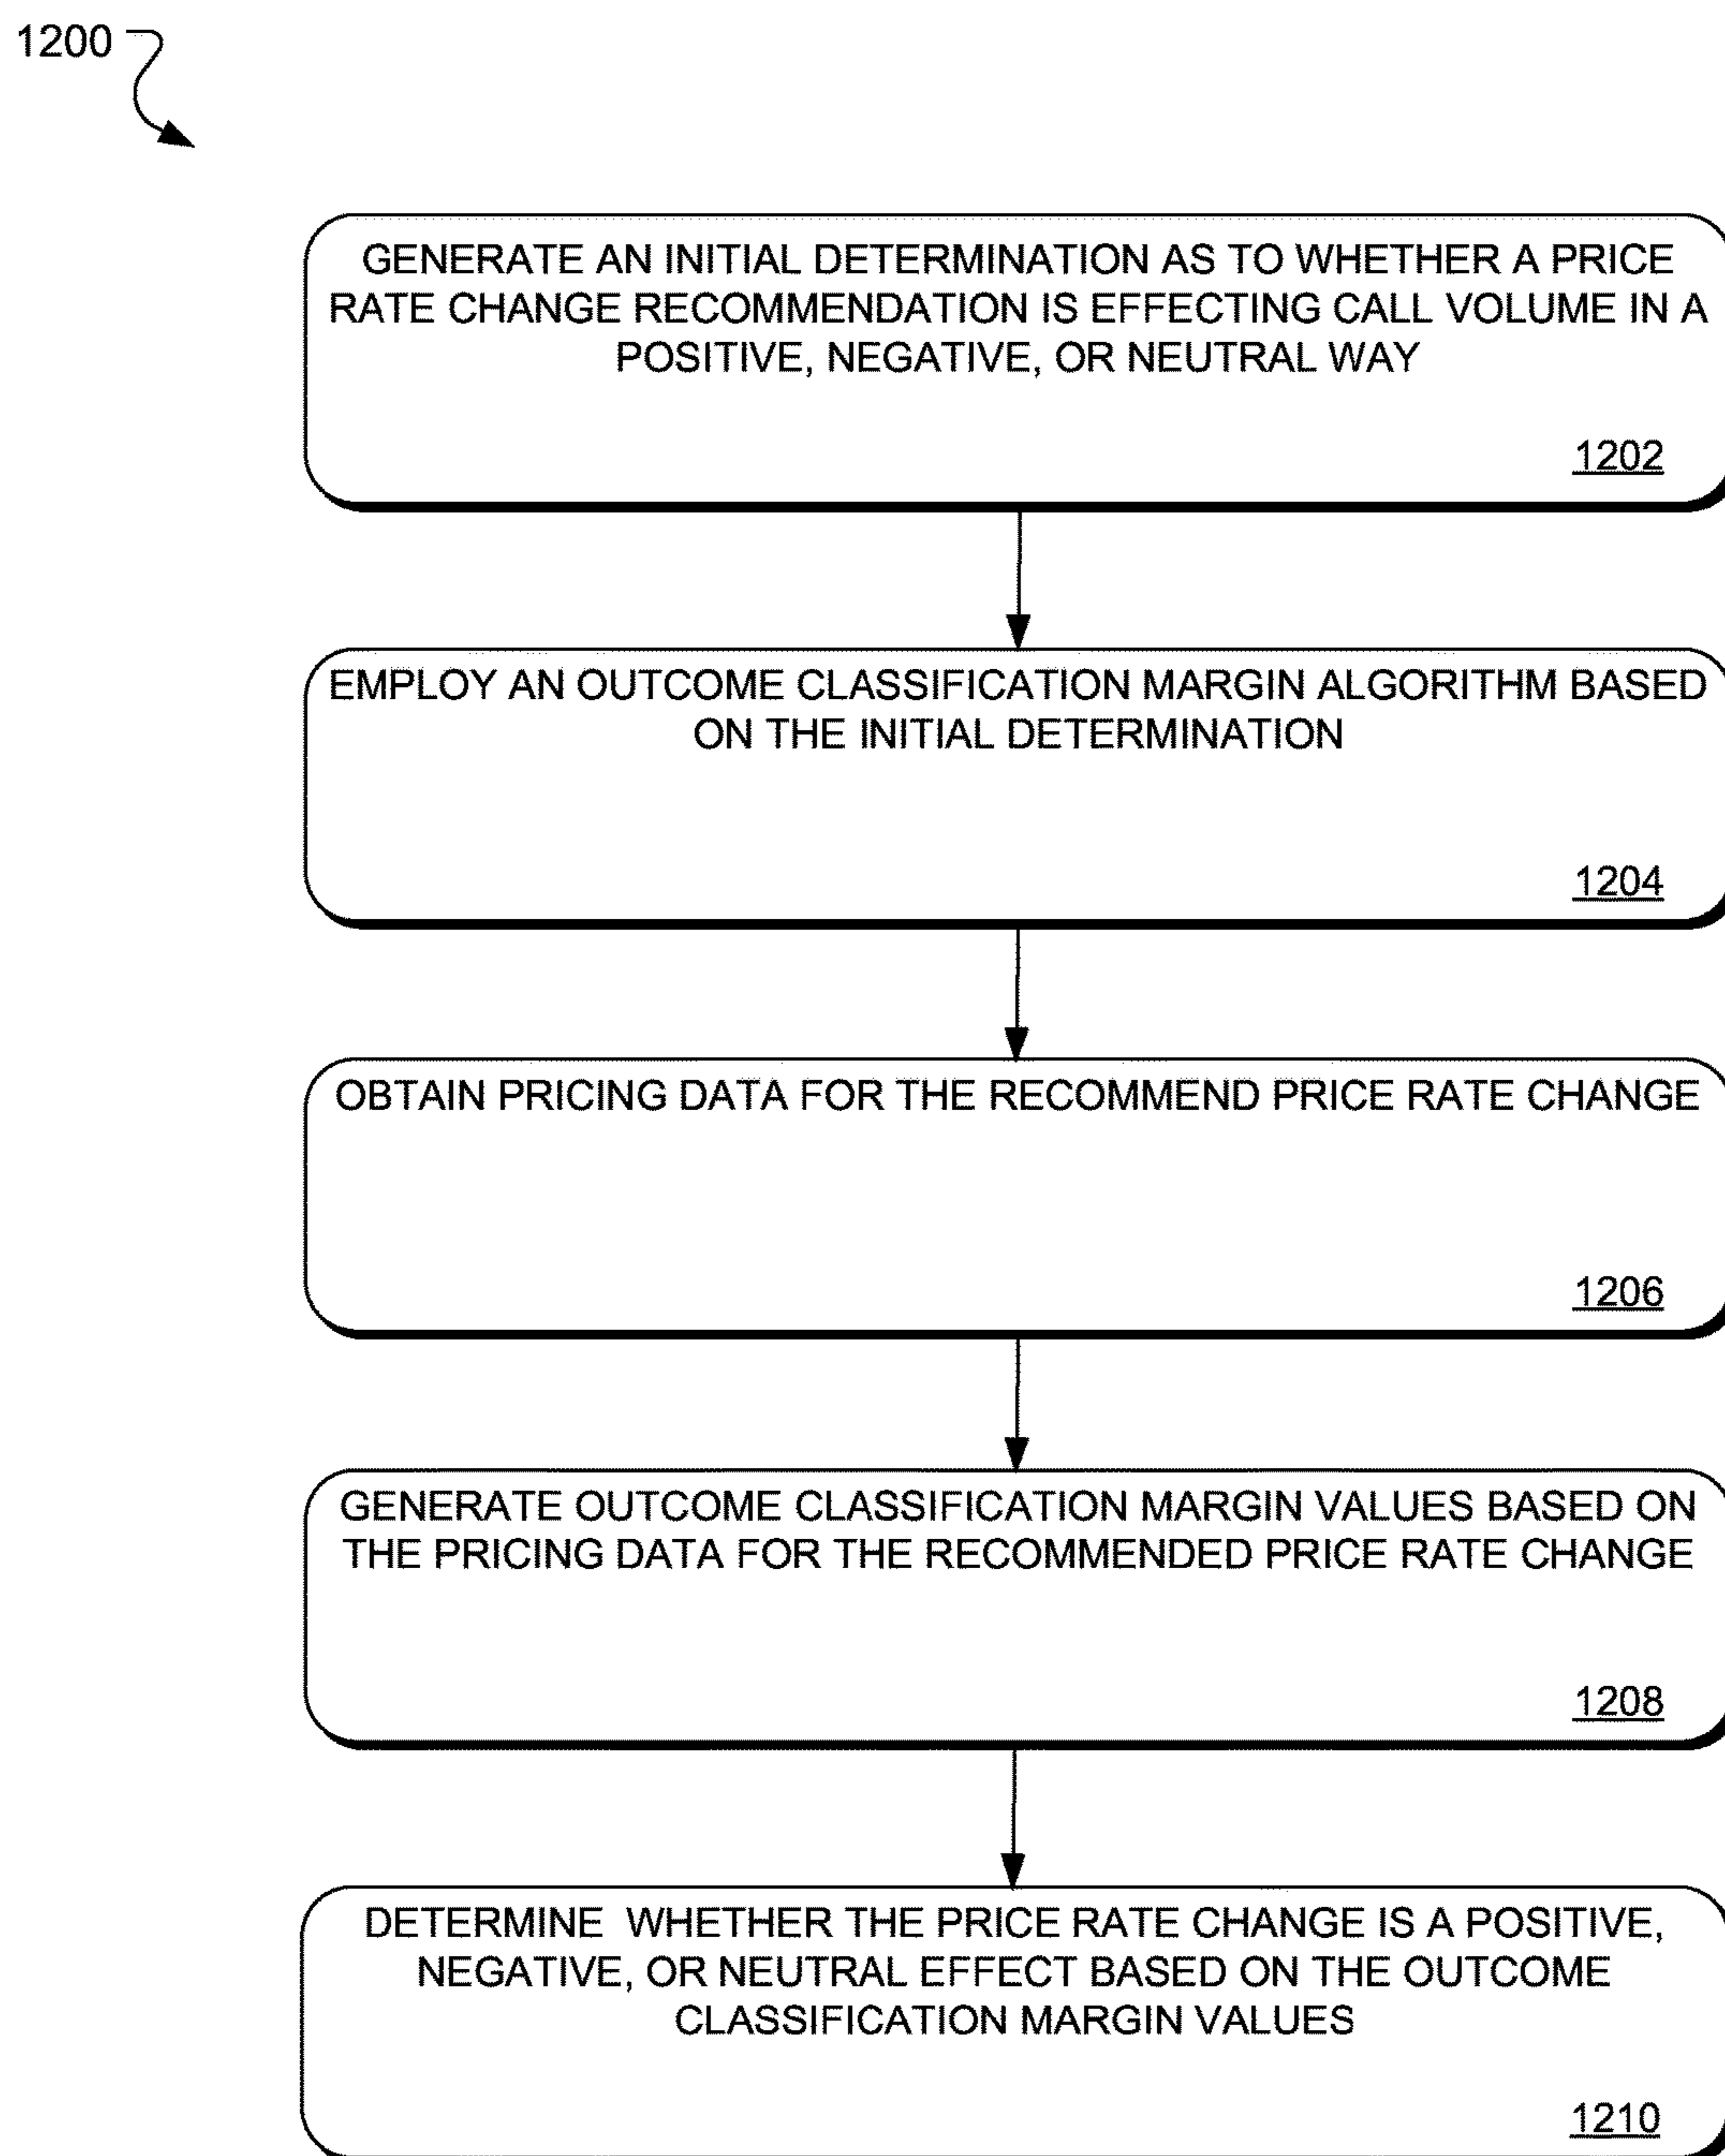 1200
GENERATE AN INITIAL DETERMINATION AS TO WHETHER A PRICE
RATE CHANGE RECOMMENDATION IS EFFECTING CALL VOLUME IN A
POSITIVE, NEGATIVE, OR NEUTRAL WAY
1202
EMPLOY AN OUTCOME CLASSIFICATION MARGIN ALGORITHM BASED
ON THE INITIAL DETERMINATION
1204
OBTAIN PRICING DATA FOR THE RECOMMEND PRICE RATE CHANGE
1206
GENERATE OUTCOME CLASSIFICATION MARGIN VALUES BASED ON
THE PRICING DATA FOR THE RECOMMENDED PRICE RATE CHANGE
1208
DETERMINE WHETHER THE PRICE RATE CHANGE IS A POSITIVE,
NEGATIVE, OR NEUTRAL EFFECT BASED ON THE OUTCOME
CLASSIFICATION MARGIN VALUES
1210